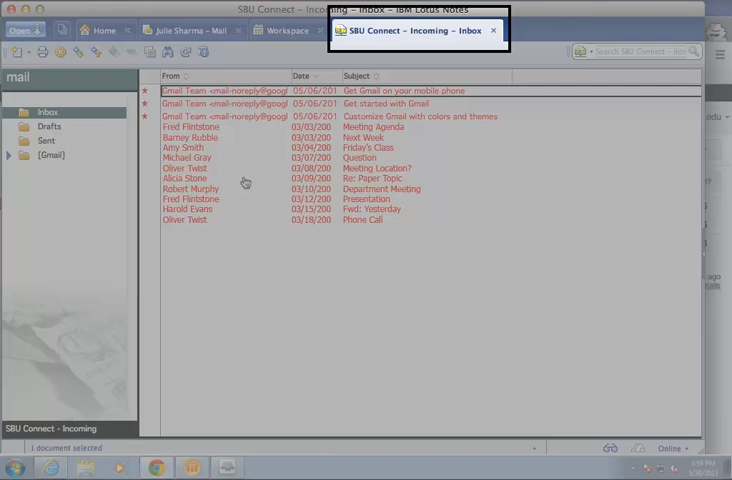 SBU Connect - Incoming - Inbox - IBM Lotus Notes
Open Home Julie Sharma - Mail Workspace SBU Connect - Incoming - Inbox
Search SBU Connect - Inco
mail
From Date Subject
Inbox
Drafts
Sent
[Gmail]
Gmail Team <mail-noreply@googl 05/06/201 Get Gmail on your mobile phone
Gmail Team <mail-noreply@googl 05/06/201 Get started with Gmail
Gmail Team <mail-noreply@googl 05/06/201 Customize Gmail with colors and themes
Fred Flintstone 03/03/200 Meeting Agenda
Barney Rubble 03/03/200 Next Week
Amy Smith 03/04/200 Friday's Class
Michael Gray 03/07/200 Question
Oliver Twist 03/08/200 Meeting Location?
Alicia Stone 03/09/200 Re: Paper Topic
Robert Murphy 03/10/200 Department Meeting
Fred Flintstone 03/12/200 Presentation
Harold Evans 03/15/200 Fwd: Yesterday
Oliver Twist 03/18/200 Phone Call
SBU Connect - Incoming
1 document selected
Online
odu
ago
5:59 PM